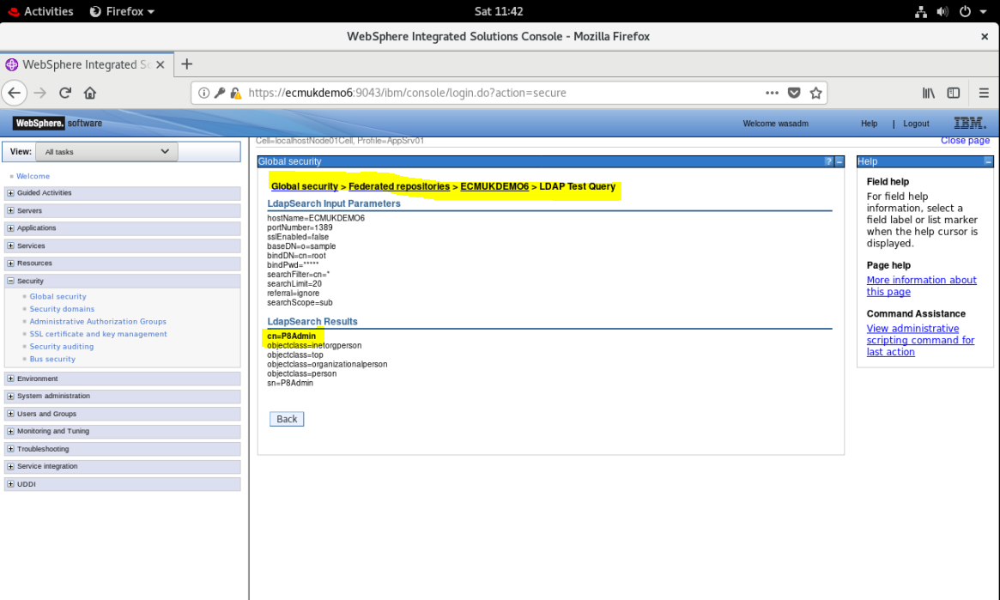 Activities Firefox Sat 11:42
WebSphere Integrated Solutions Console - Mozilla Firefox
WebSphere Integrated Sc
https://ecmukdemo6:9043/ibm/console/login.do?action=secure
WebSphere. software Welcome wasadm Help | Logout IBM.
Cell=localhostNode01Cell, Profile=AppSrv01 Close page
View: All tasks
Welcome
Guided Activities
Servers
Applications
Services
Resources
Security
Global security
Security domains
Administrative Authorization Groups
SSL certificate and key management
Security auditing
Bus security
Environment
System administration
Users and Groups
Monitoring and Tuning
Troubleshooting
Service integration
UDDI
Global security ? −
Global security > Federated repositories > ECMUKDEMO6 > LDAP Test Query
LdapSearch Input Parameters
hostName=ECMUKDEMO6
portNumber=1389
sslEnabled=false
baseDN=o=sample
bindDN=cn=root
bindPwd=*****
searchFilter=cn=*
searchLimit=20
referral=ignore
searchScope=sub
LdapSearch Results
cn=P8Admin
objectclass=inetorgperson
objectclass=top
objectclass=organizationalperson
objectclass=person
sn=P8Admin
Back
Help −
Field help
For field help
information, select a
field label or list marker
when the help cursor is
displayed.
Page help
More information about
this page
Command Assistance
View administrative
scripting command for
last action